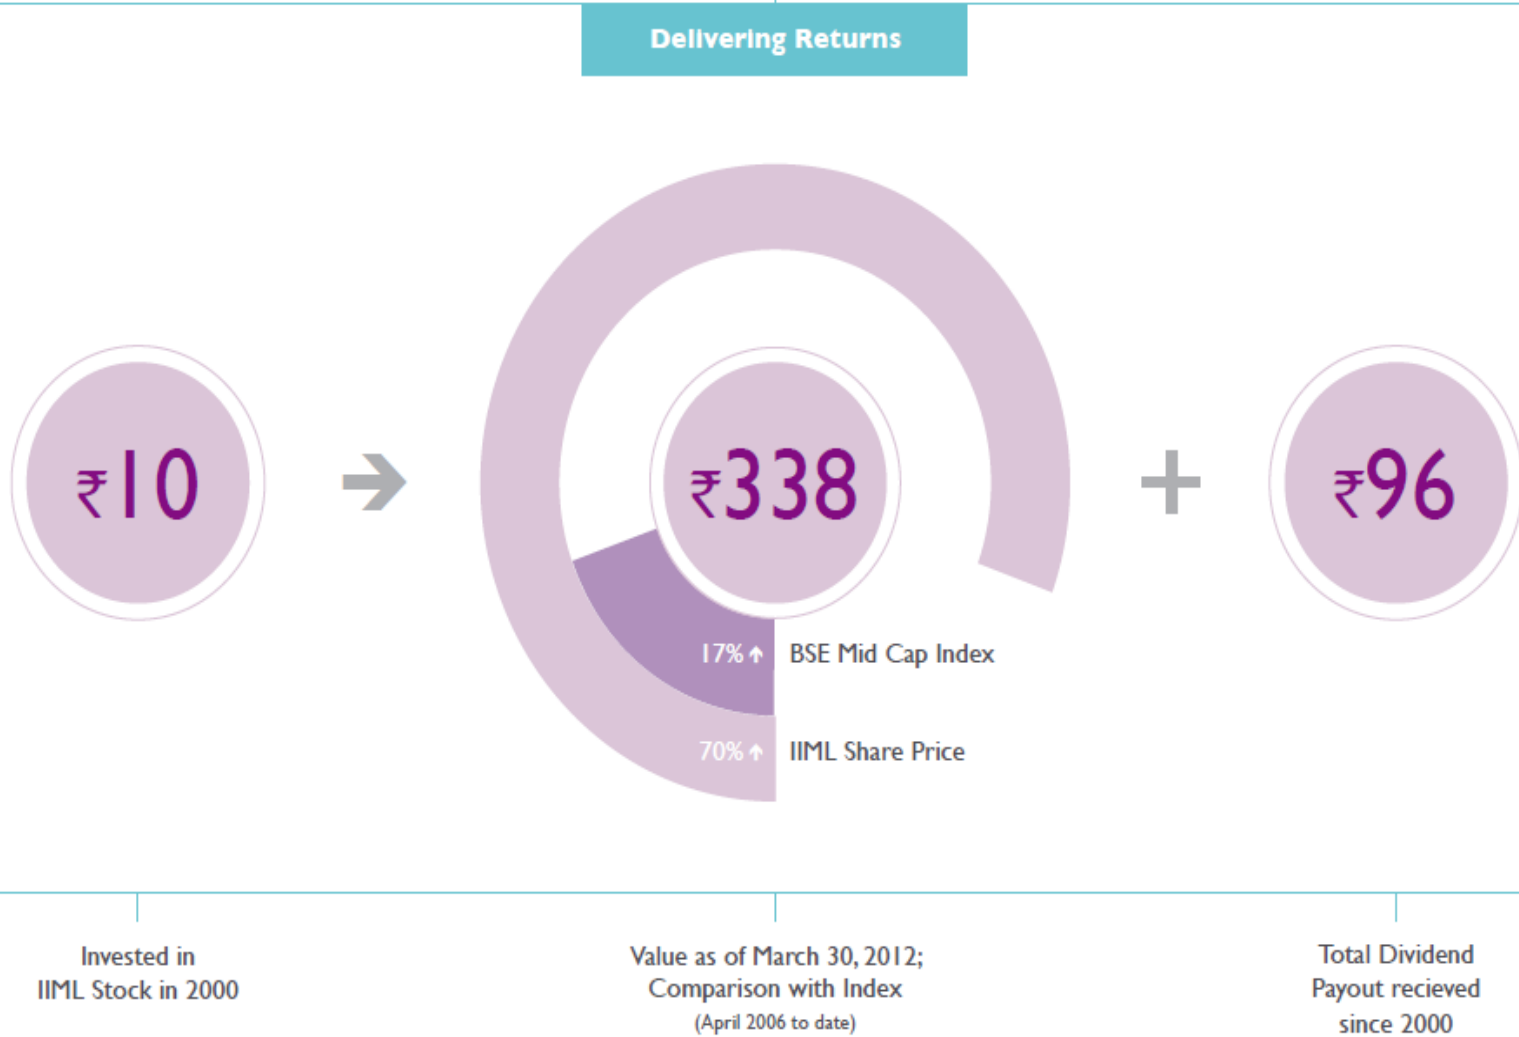 Delivering Returns
₹10
₹338
₹96
17% ↑ BSE Mid Cap Index
70% ↑ IIML Share Price
Invested in
IIML Stock in 2000
Value as of March 30, 2012;
Comparison with Index
(April 2006 to date)
Total Dividend
Payout recieved
since 2000